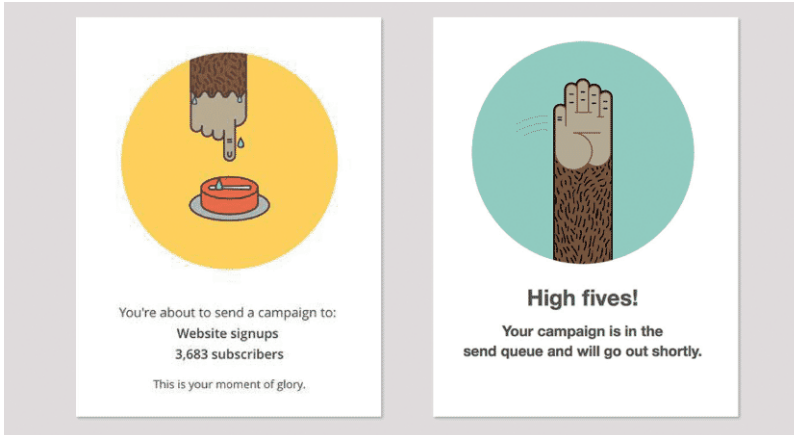 You're about to send a campaign to:
Website signups
3,683 subscribers
This is your moment of glory.
High fives!
Your campaign is in the
send queue and will go out shortly.